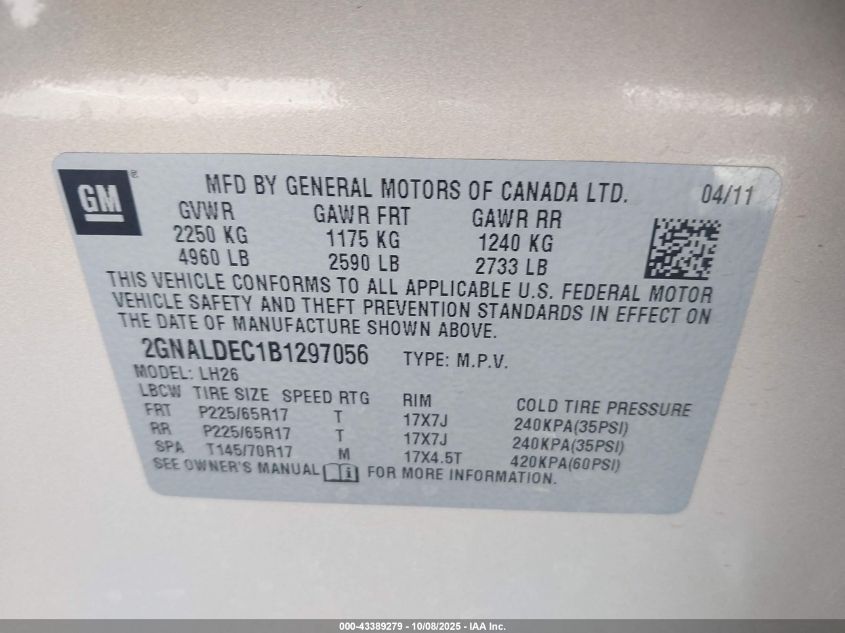 GM ®
MFD BY GENERAL MOTORS OF CANADA LTD. 04/11
GVWR GAWR FRT GAWR RR
2250 KG 1175 KG 1240 KG
4960 LB 2590 LB 2733 LB
THIS VEHICLE CONFORMS TO ALL APPLICABLE U.S. FEDERAL MOTOR
VEHICLE SAFETY AND THEFT PREVENTION STANDARDS IN EFFECT ON
THE DATE OF MANUFACTURE SHOWN ABOVE.
2GNALDEC1B1297056 TYPE: M.P.V.
MODEL: LH26
LBCW TIRE SIZE SPEED RTG RIM COLD TIRE PRESSURE
FRT P225/65R17 T 17X7J 240KPA(35PSI)
RR P225/65R17 T 17X7J 240KPA(35PSI)
SPA T145/70R17 M 17X4.5T 420KPA(60PSI)
SEE OWNER'S MANUAL i FOR MORE INFORMATION.
000-43389279 - 10/08/2025 - IAA Inc.